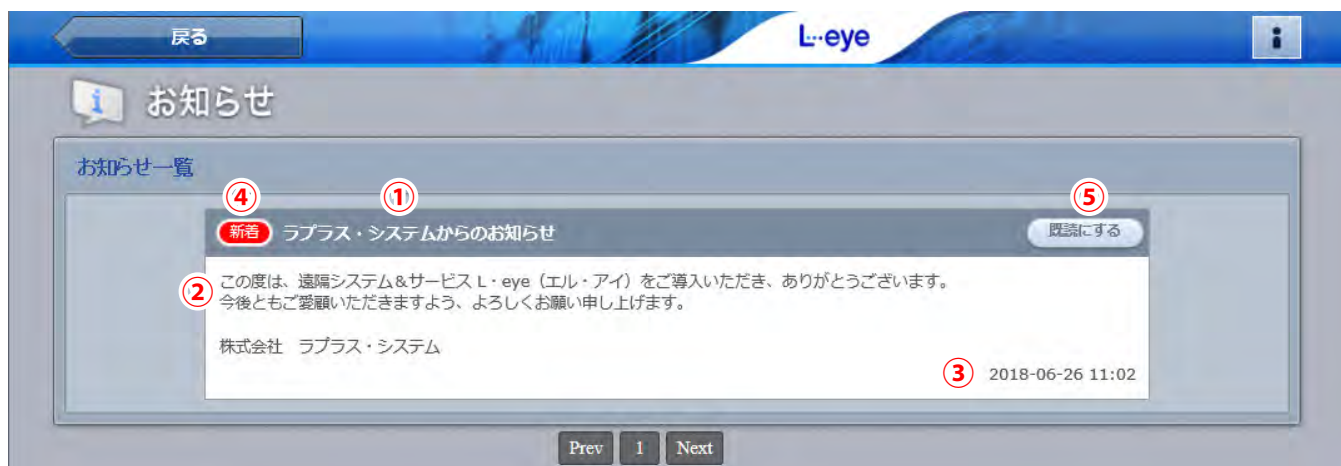 戻る
L・eye
i
お知らせ
お知らせ一覧
④ ① ⑤
新着 ラプラス・システムからのお知らせ 既読にする
② この度は、遠隔システム&サービス L・eye(エル・アイ)をご導入いただき、ありがとうございます。
今後ともご愛顧いただきますよう、よろしくお願い申し上げます。
株式会社 ラプラス・システム
③ 2018-06-26 11:02
Prev 1 Next